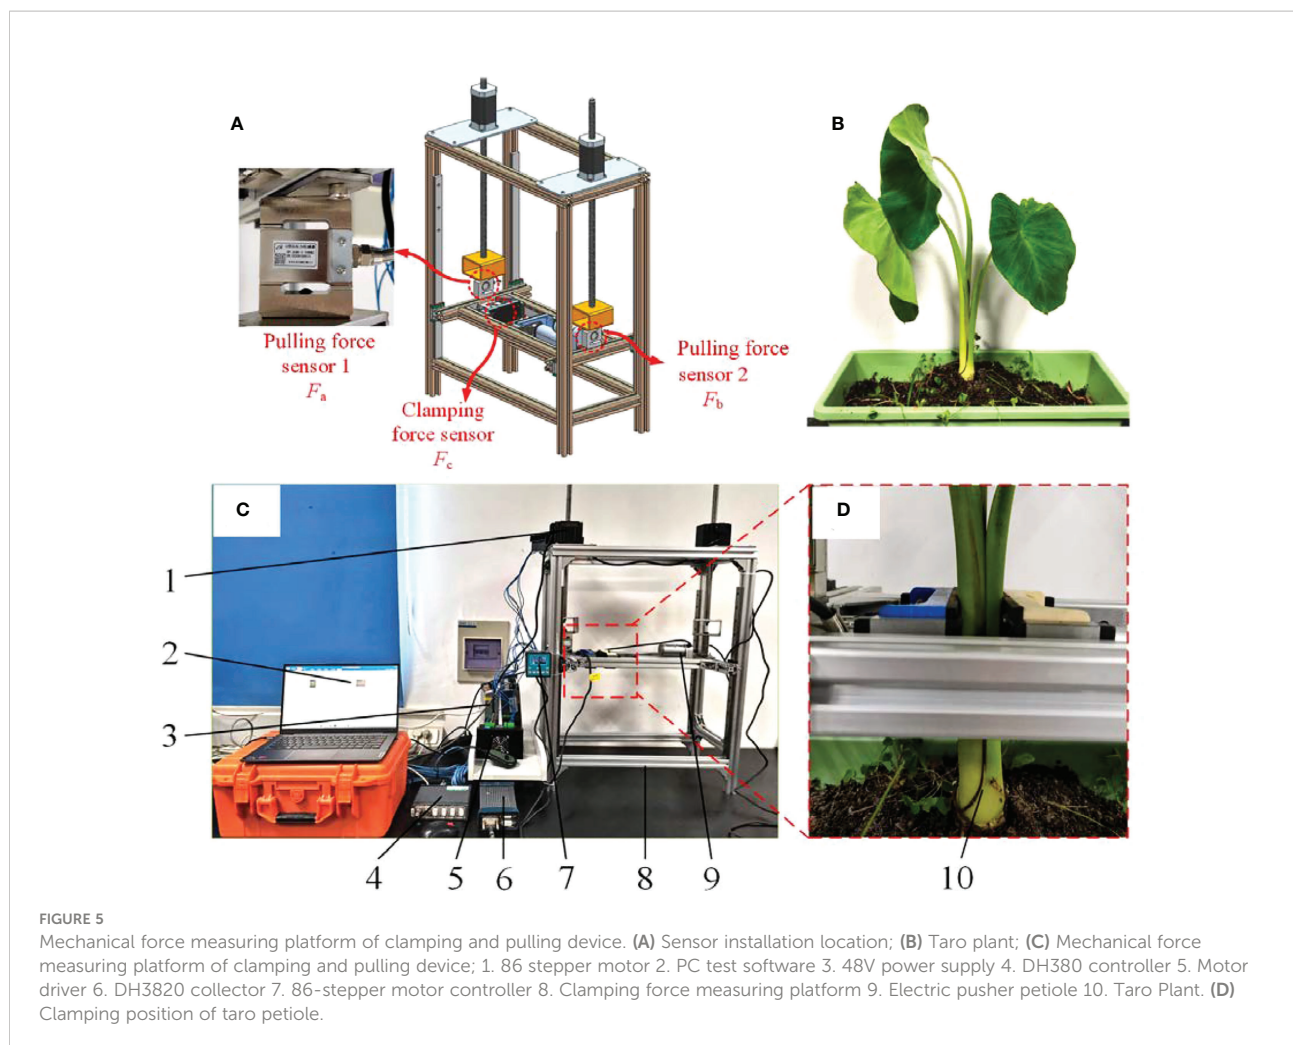 A
B
Pulling force
sensor 1
Fa
Pulling force
sensor 2
Fb
Clamping
force sensor
Fc
C
D
1
2
3
4
5
6
7
8
9
10
FIGURE 5
Mechanical force measuring platform of clamping and pulling device. (A) Sensor installation location; (B) Taro plant; (C) Mechanical force
measuring platform of clamping and pulling device; 1. 86 stepper motor 2. PC test software 3. 48V power supply 4. DH380 controller 5. Motor
driver 6. DH3820 collector 7. 86-stepper motor controller 8. Clamping force measuring platform 9. Electric pusher petiole 10. Taro Plant. (D)
Clamping position of taro petiole.